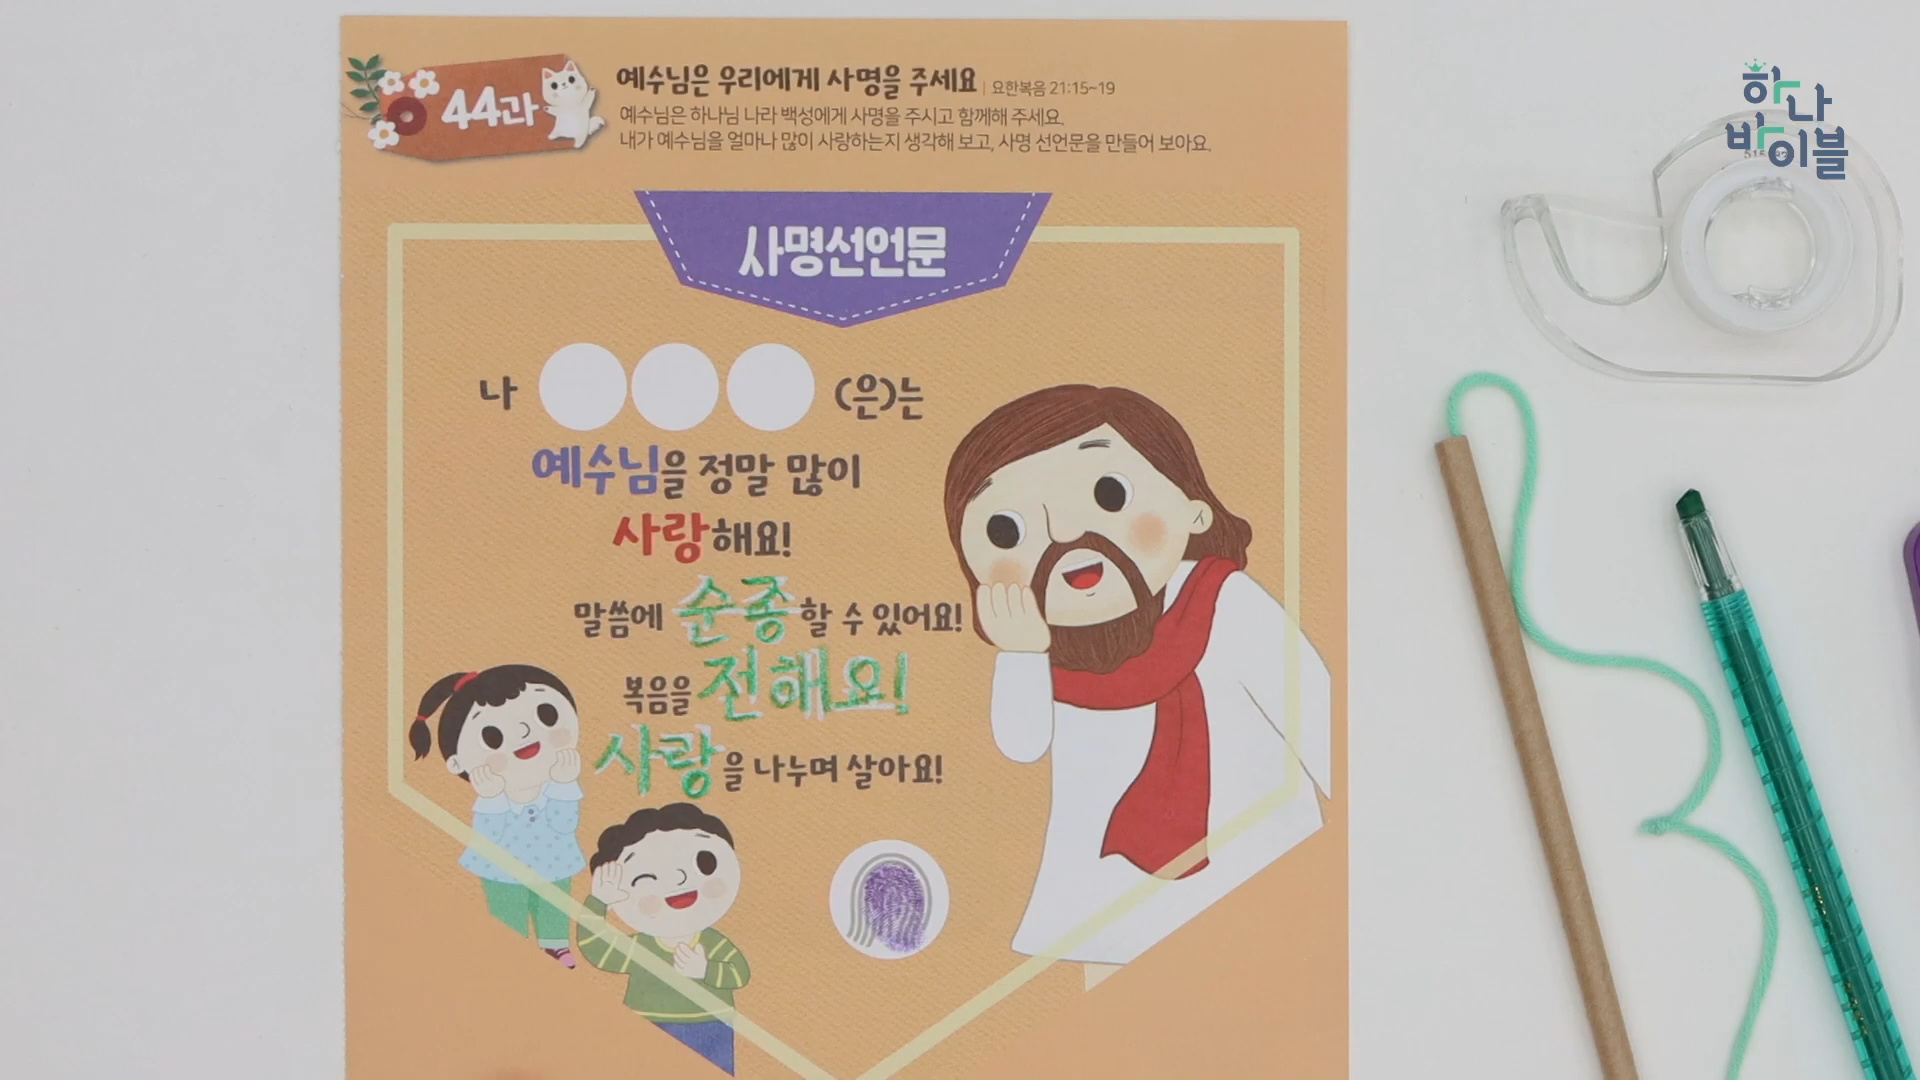 44과
예수님은 우리에게 사명을 주세요 | 요한복음 21:15~19
예수님은 하나님 나라 백성에게 사명을 주시고 함께해 주세요.
내가 예수님을 얼마나 많이 사랑하는지 생각해 보고, 사명 선언문을 만들어 보아요.
하나
바이블
사명선언문
나 (은)는
예수님을 정말 많이
사랑해요!
말씀에 순종할 수 있어요!
복음을 전해요!
사랑을 나누며 살아요!